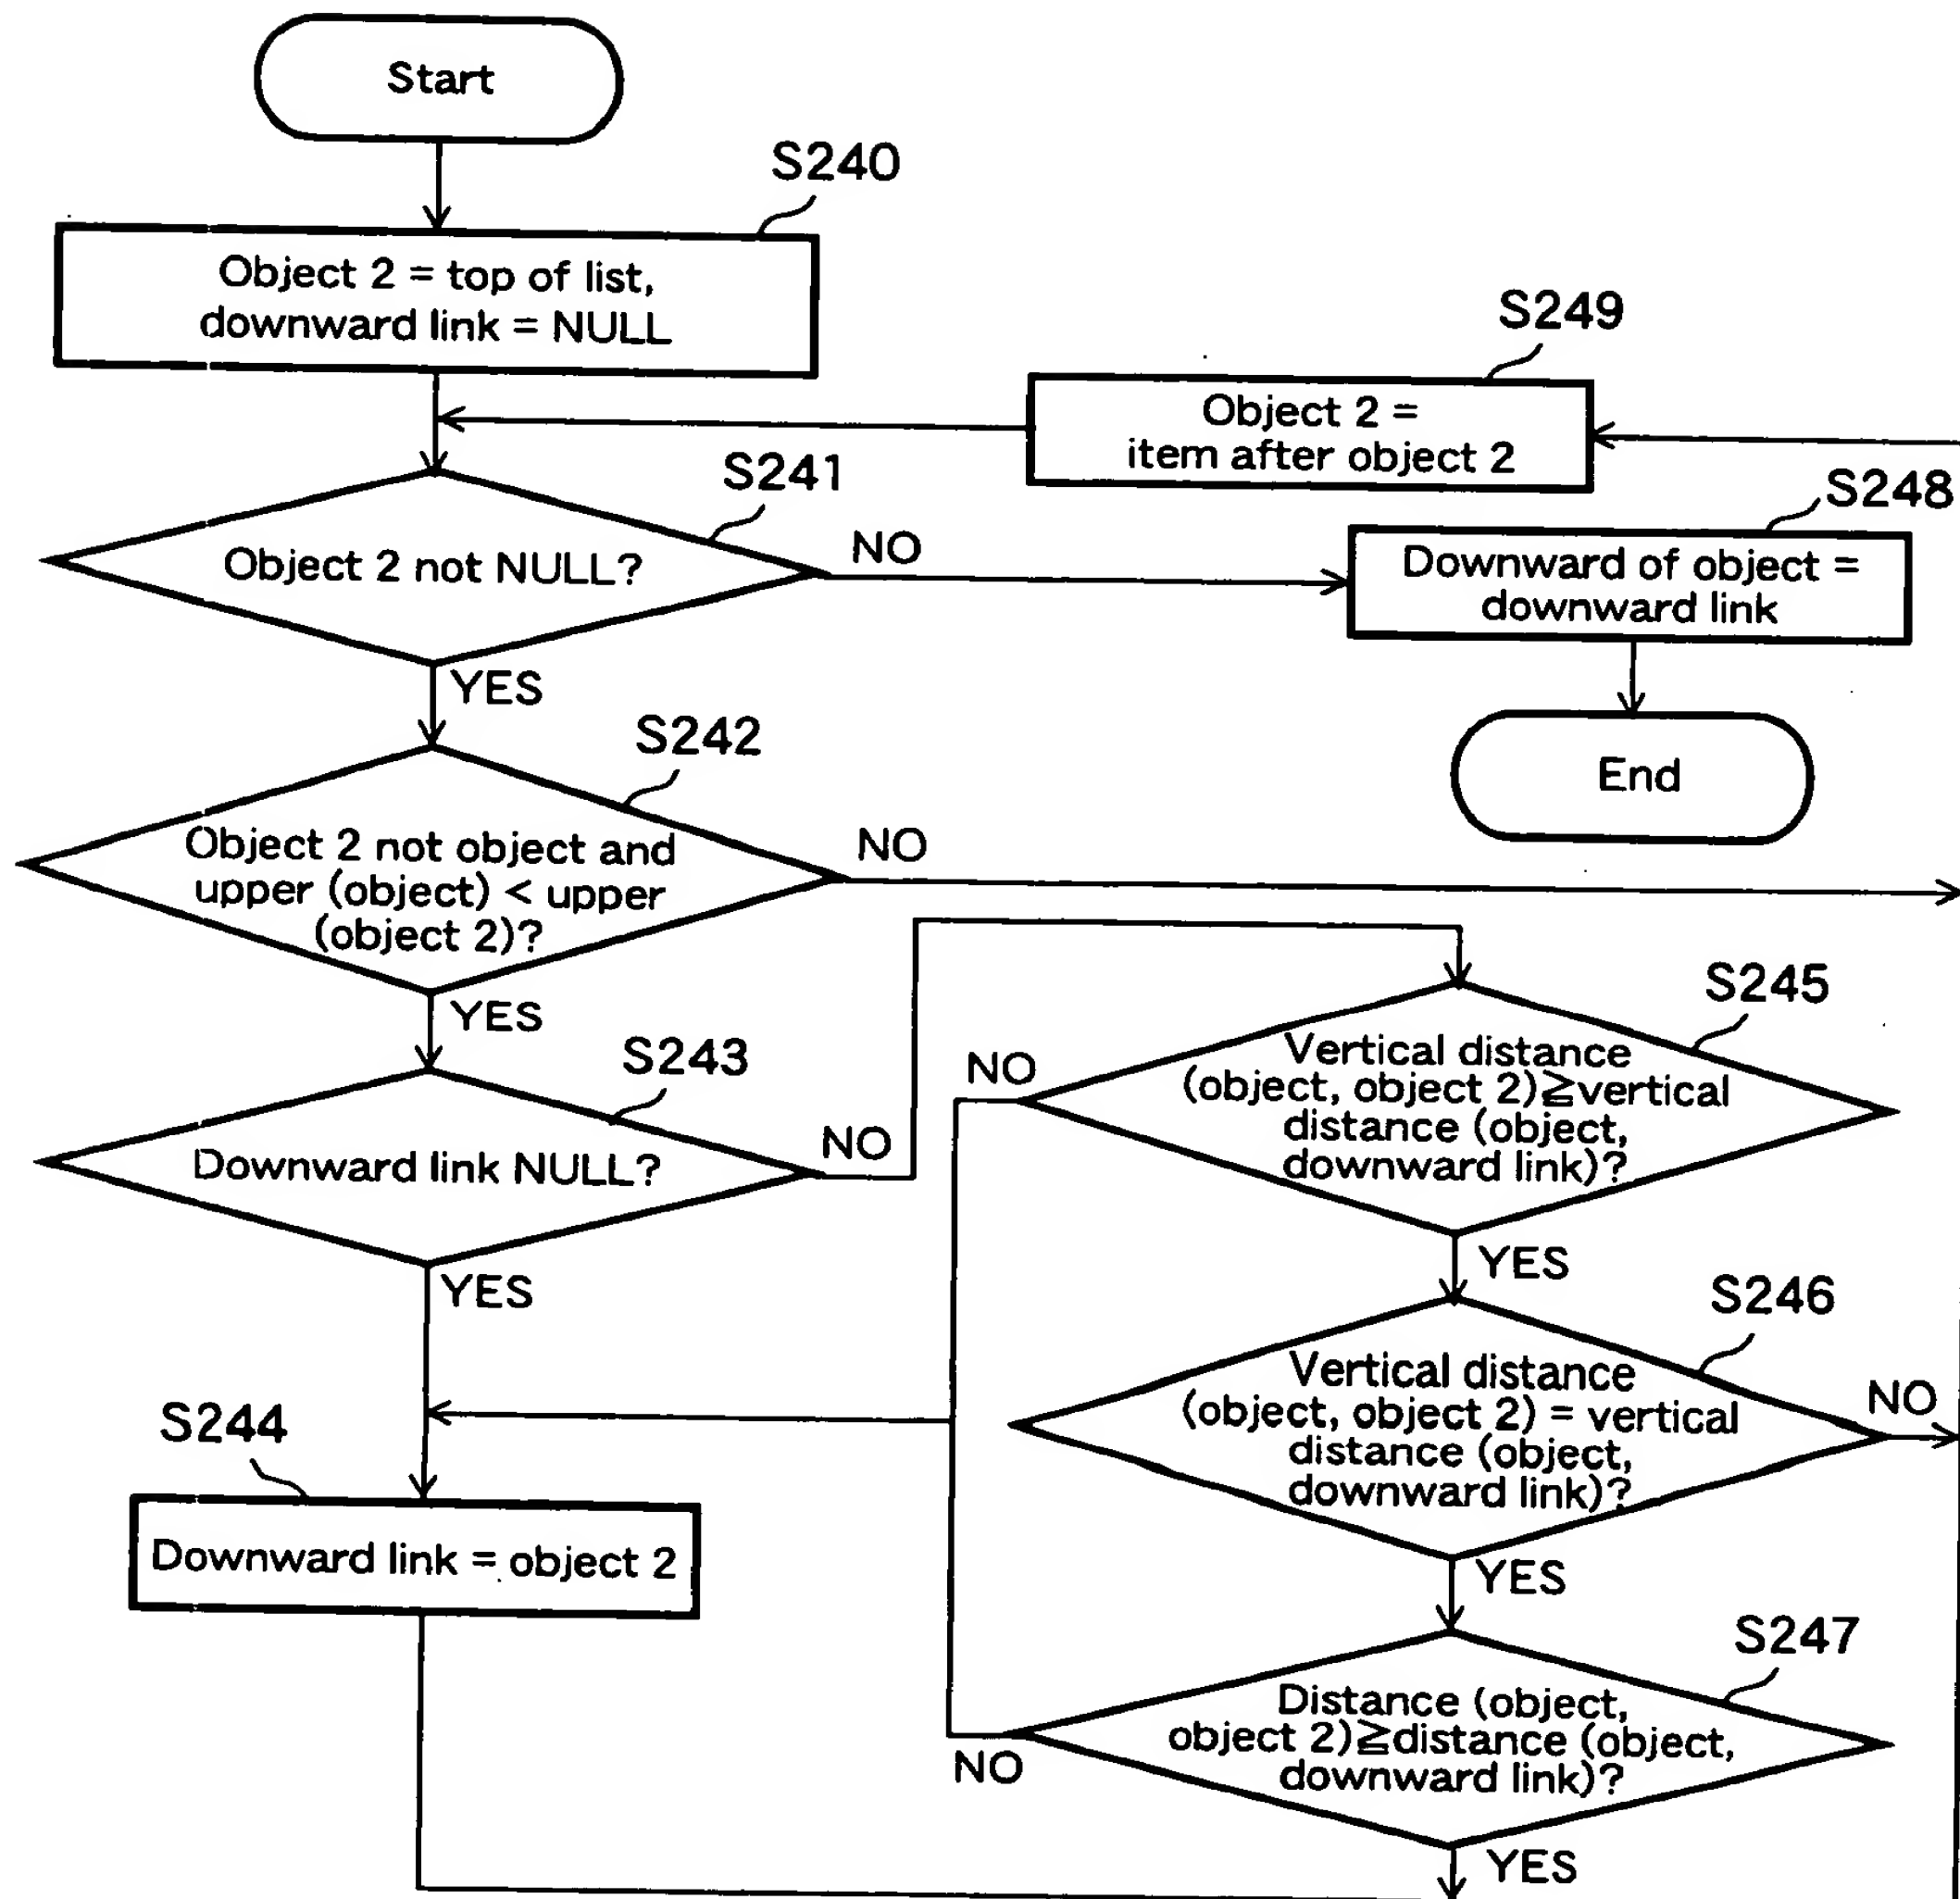 Start
S240
Object 2 = top of list,
downward link = NULL
S249
Object 2 =
item after object 2
S241
Object 2 not NULL?
NO
YES
S248
Downward of object =
downward link
End
S242
Object 2 not object and
upper (object) < upper
(object 2)?
NO
YES
S243
Downward link NULL?
NO
YES
S245
Vertical distance
(object, object 2)≧vertical
distance (object,
downward link)?
NO
YES
S246
Vertical distance
(object, object 2) = vertical
distance (object,
downward link)?
NO
YES
S244
Downward link = object 2
S247
Distance (object,
object 2)≧distance (object,
downward link)?
NO
YES